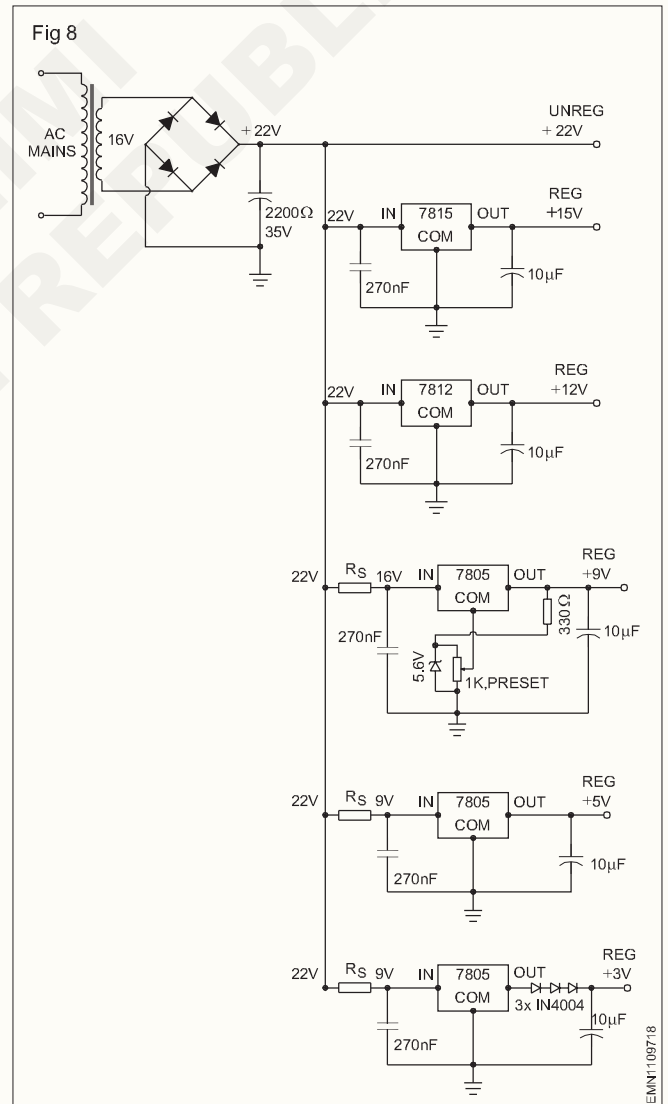 Fig 8
AC
MAINS
16V
+ 22V
2200Ω
35V
UNREG
+ 22V
22V
IN
7815
COM
OUT
REG
+15V
270nF
10µF
22V
IN
7812
COM
OUT
REG
+12V
270nF
10µF
22V
RS
16V
IN
7805
COM
OUT
REG
+9V
270nF
5.6V
1K,PRESET
330Ω
10µF
22V
RS
9V
IN
7805
COM
OUT
REG
+5V
270nF
10µF
22V
RS
9V
IN
7805
COM
OUT
3x IN4004
REG
+3V
270nF
10µF
EMN1109718